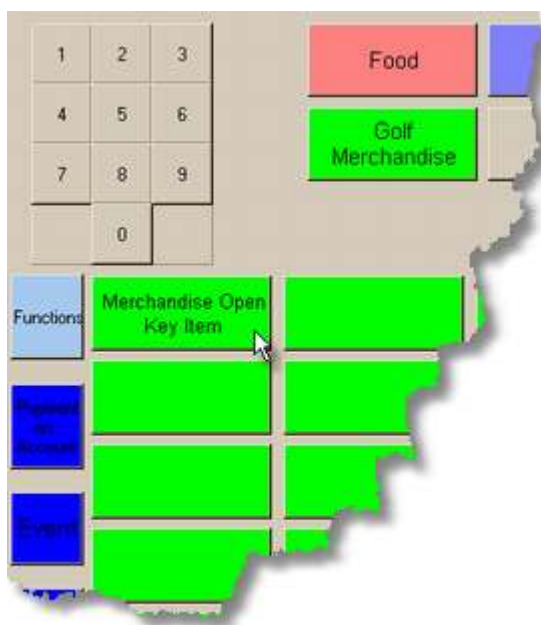 1 2 3
4 5 6
7 8 9
0
Food
Golf
Merchandise
Functions
Merchandise Open
Key Item
Payment
on
Account
Event